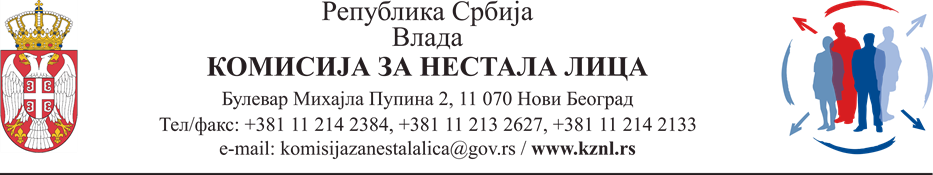 Република Србија
Влада
КОМИСИЈА ЗА НЕСТАЛА ЛИЦА
Булевар Михајла Пупина 2, 11 070 Нови Београд
Тел/факс: +381 11 214 2384, +381 11 213 2627, +381 11 214 2133
e-mail: komisijazanestalalica@gov.rs / www.kznl.rs